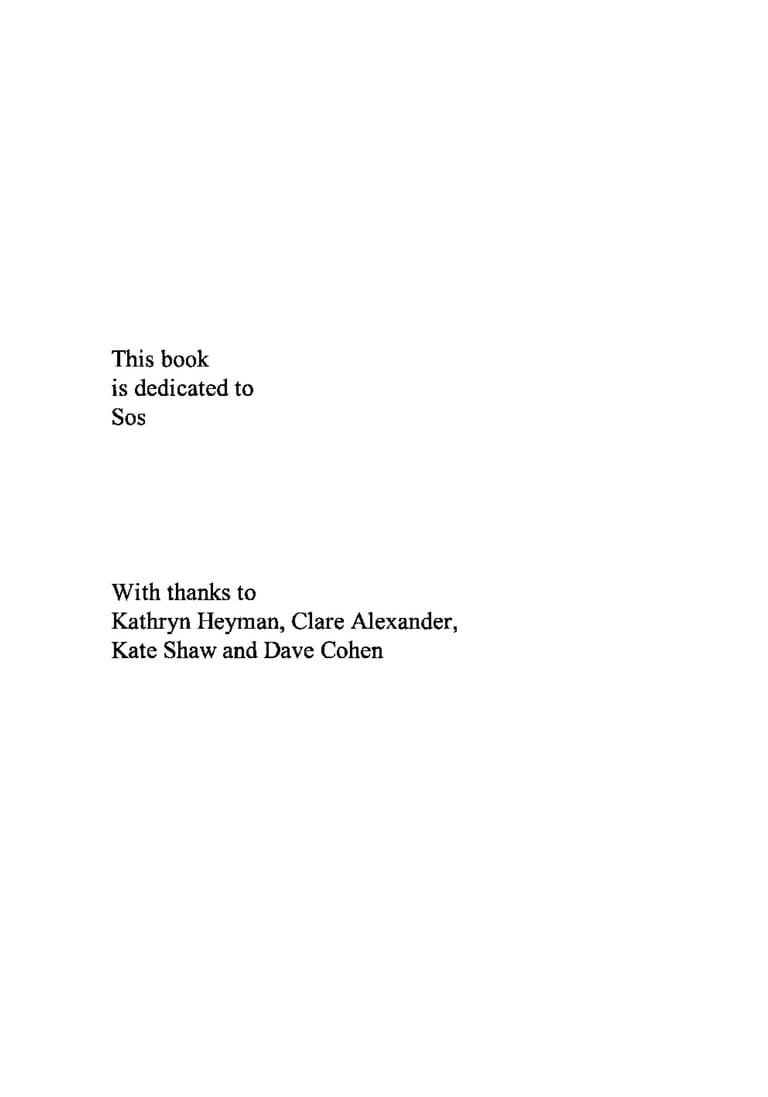 This book
is dedicated to
Sos
With thanks to
Kathryn Heyman, Clare Alexander,
Kate Shaw and Dave Cohen